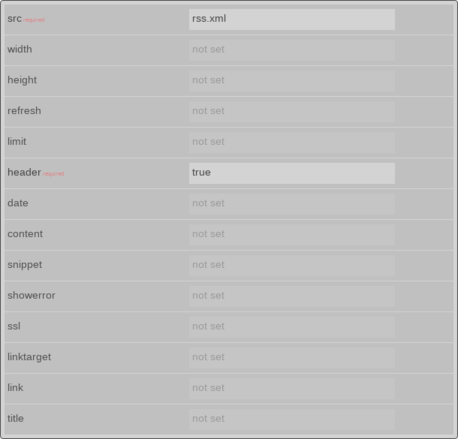 src required rss.xml
width not set
height not set
refresh not set
limit not set
header required true
date not set
content not set
snippet not set
showerror not set
ssl not set
linktarget not set
link not set
title not set